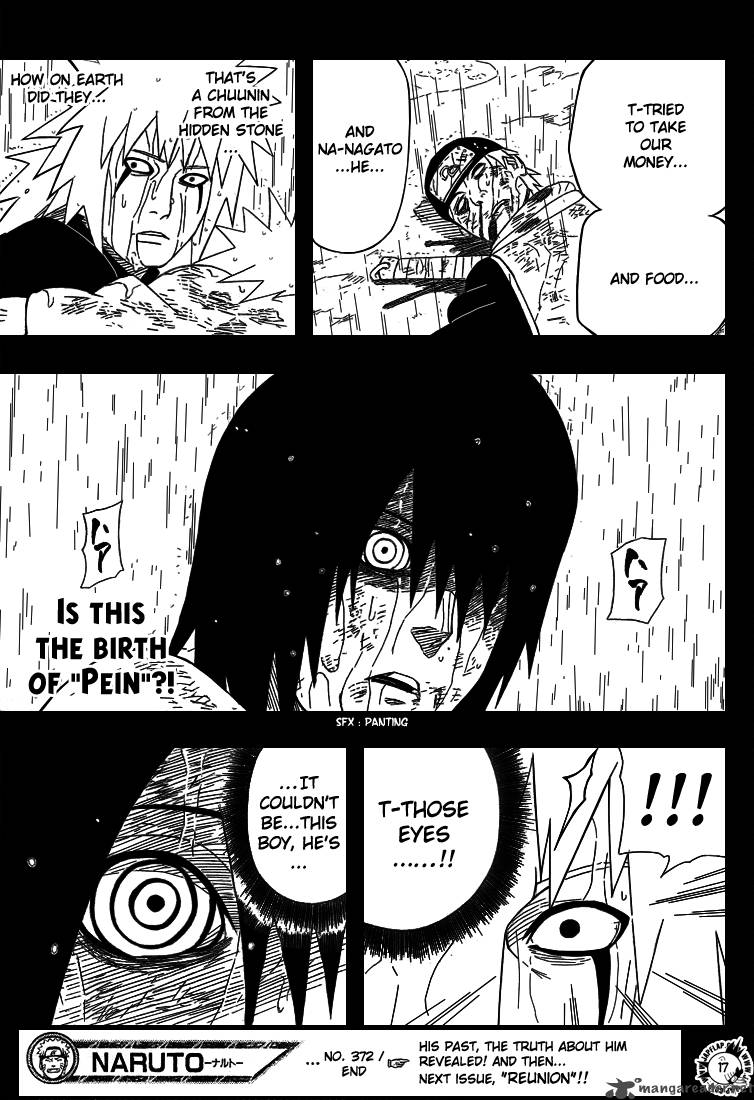 T-TRIED
TO TAKE
OUR
MONEY...
AND FOOD...
AND
NA-NAGATO
...HE...
THAT'S
A CHUUNIN
FROM THE
HIDDEN STONE
...
HOW ON EARTH
DID THEY...
ハア
ハア
IS THIS
THE BIRTH
OF "PEIN"?!
SFX : PANTING
!!!
T-THOSE
EYES
......!!
...IT
COULDN'T
BE...THIS
BOY, HE'S
...
NARUTO
—ナルト—
... NO. 372 /
END
HIS PAST, THE TRUTH ABOUT HIM
REVEALED! AND THEN...
NEXT ISSUE, "REUNION"!!
17